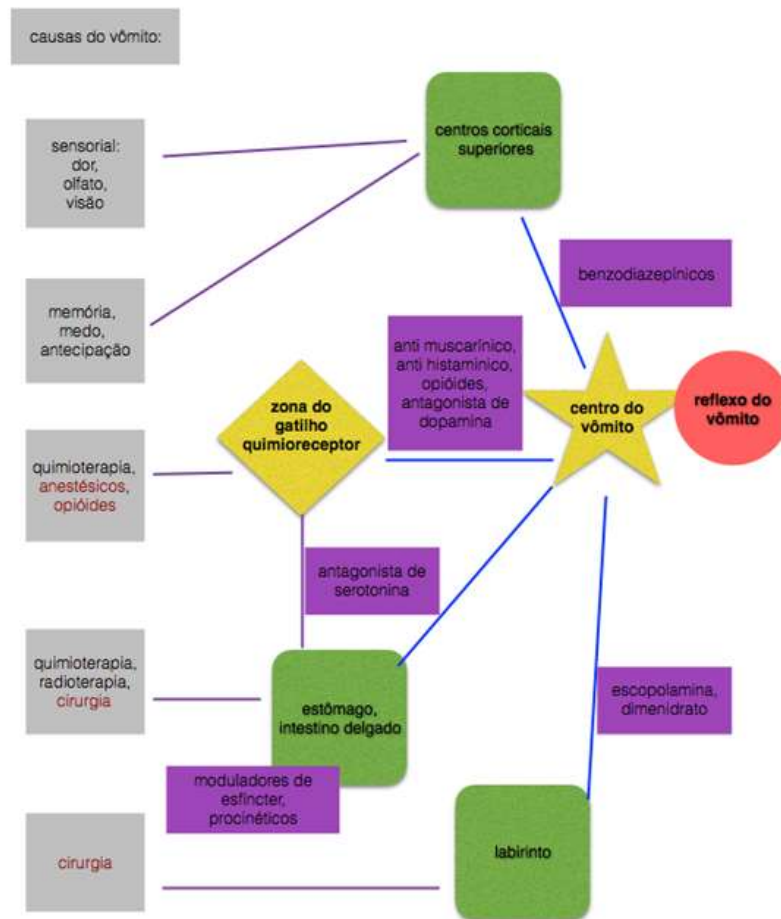 causas do vômito:
centros corticais
superiores
sensorial:
dor,
olfato,
visão
benzodiazepínicos
memória,
medo,
antecipação
anti muscarínico,
anti histamínico,
opióides,
antagonista de
dopamina
zona do
gatilho
quimioreceptor
centro do
vômito
reflexo do
vômito
quimioterapia,
anestésicos,
opióides
antagonista de
serotonina
quimioterapia,
radioterapia,
cirurgia
estômago,
intestino delgado
escopolamina,
dimenidrato
moduladores de
esfíncter,
procinéticos
cirurgia
labirinto